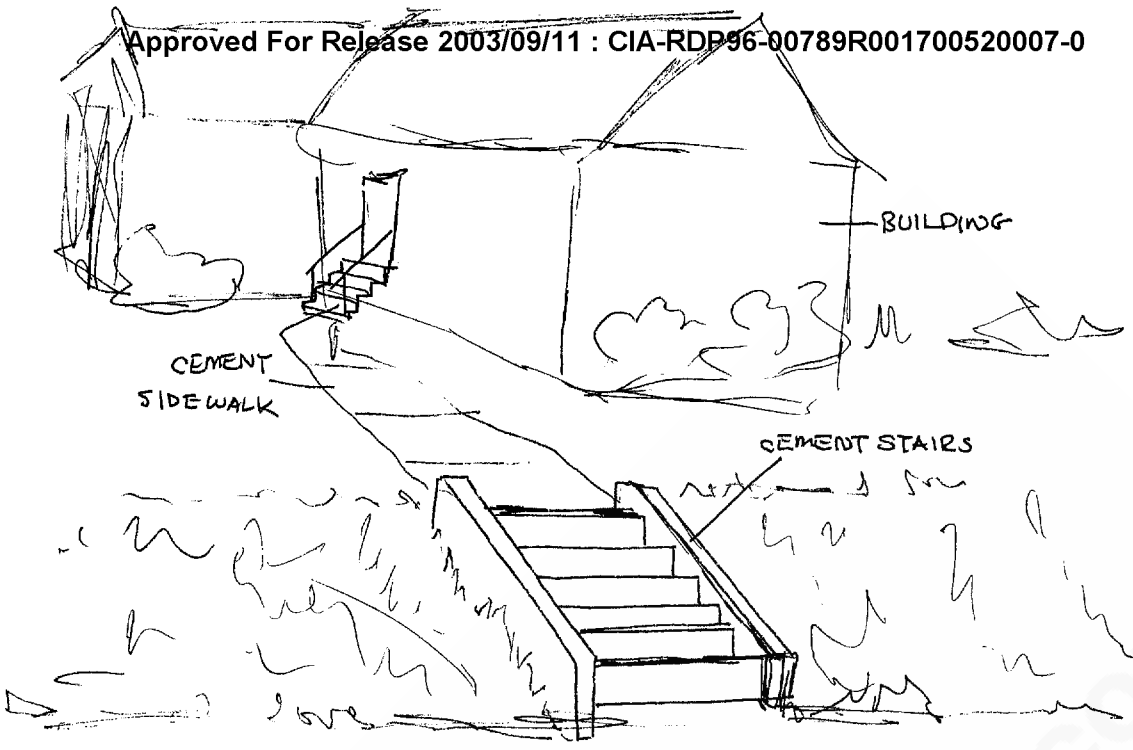 Approved For Release 2003/09/11 : CIA-RDP96-00789R001700520007-0
BUILDING
CEMENT
SIDEWALK
CEMENT STAIRS